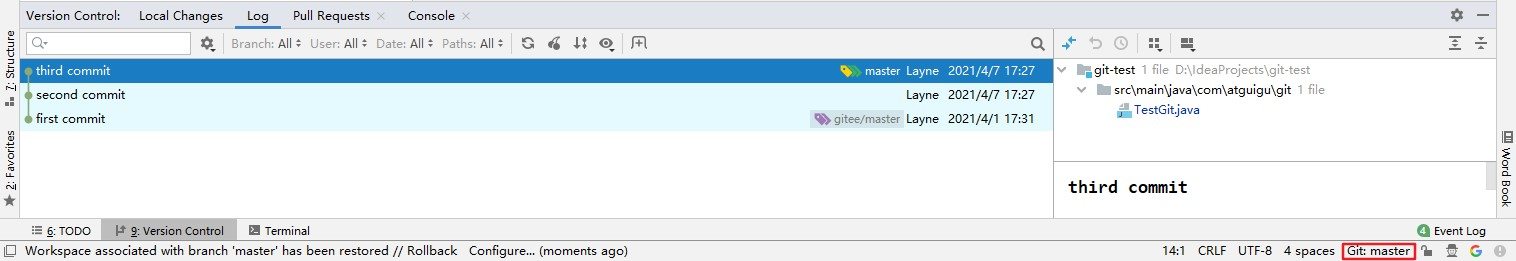 Version Control: Local Changes Log Pull Requests Console
7: Structure
2: Favorites
Branch: All User: All Date: All Paths: All
third commit master Layne 2021/4/7 17:27
second commit Layne 2021/4/7 17:27
first commit gitee/master Layne 2021/4/1 17:31
git-test 1 file D:\IdeaProjects\git-test
src\main\java\com\atguigu\git 1 file
TestGit.java
third commit
Word Book
6: TODO 9: Version Control Terminal 4 Event Log
Workspace associated with branch 'master' has been restored // Rollback Configure... (moments ago) 14:1 CRLF UTF-8 4 spaces Git: master